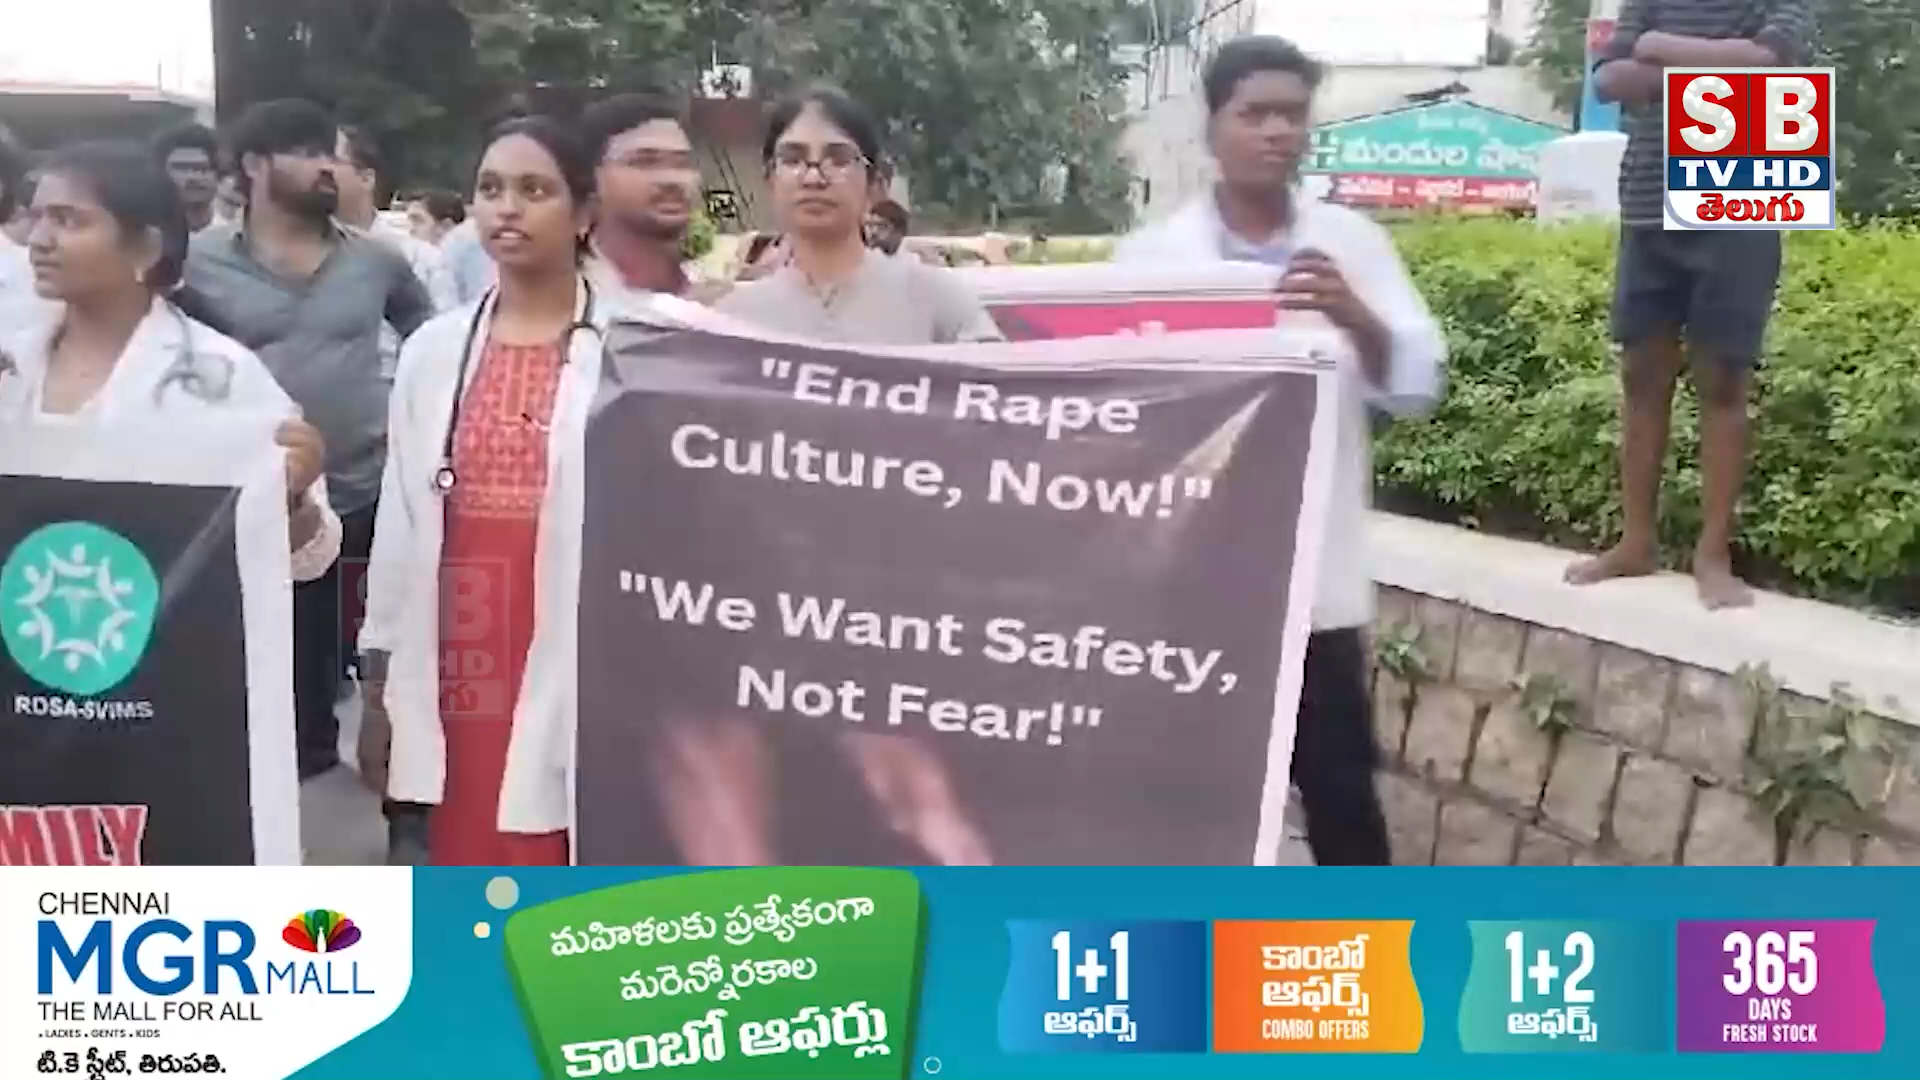 S B
TV HD
తెలుగు
మందుల షాపు
"End Rape
Culture, Now!"
"We Want Safety,
Not Fear!"
RDSA-SVIMS
MILY
CHENNAI
MGR MALL
THE MALL FOR ALL
• LADIES • GENTS • KIDS
టి.కె స్ట్రీట్, తిరుపతి.
మహిళలకు ప్రత్యేకంగా
మరెన్నోరకాల
కాంబో ఆఫర్లు
1+1
ఆఫర్స్
కాంబో
ఆఫర్స్
COMBO OFFERS
1+2
ఆఫర్స్
365
DAYS
FRESH STOCK